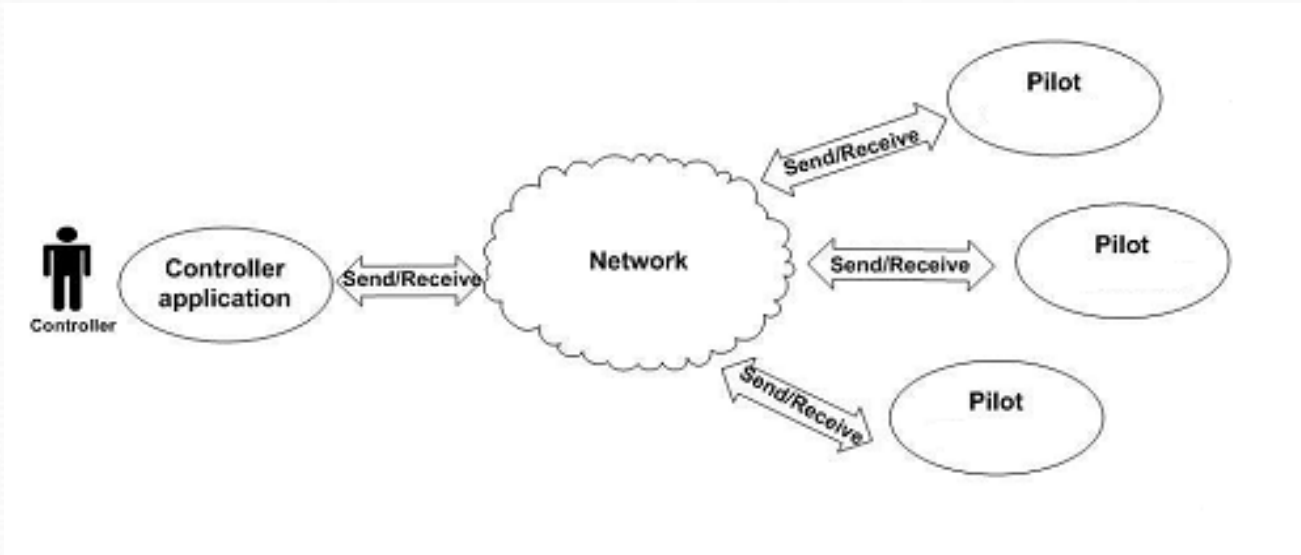 Controller
Controller
application
Send/Receive
Network
Send/Receive
Pilot
Send/Receive
Pilot
Send/Receive
Pilot